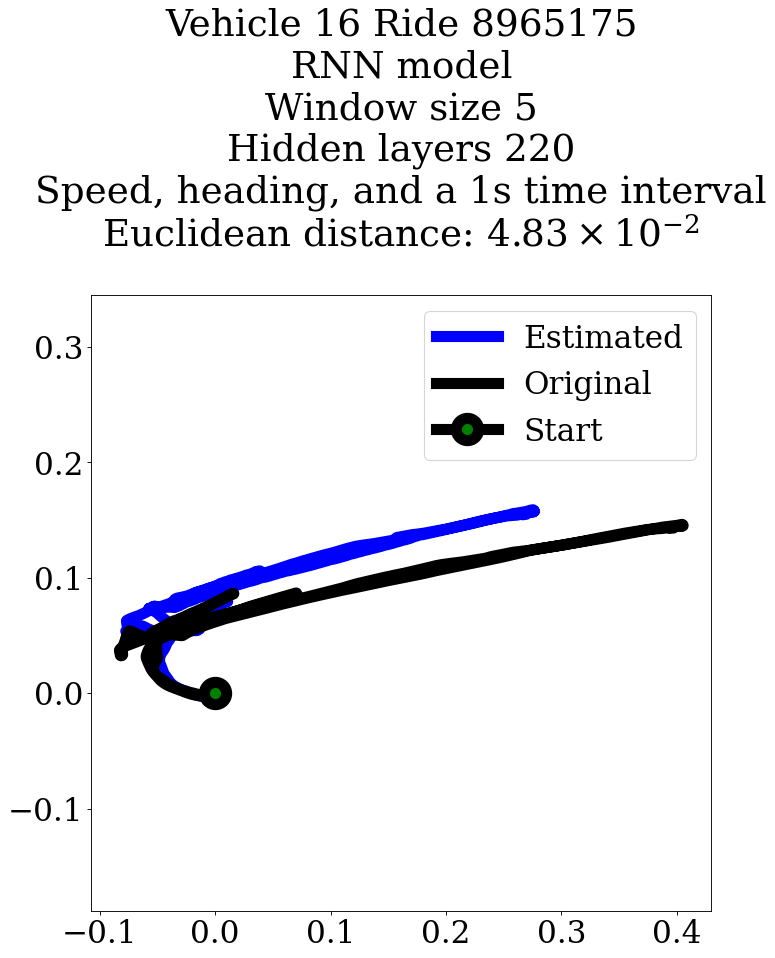 Vehicle 16 Ride 8965175
RNN model
Window size 5
Hidden layers 220
Speed, heading, and a 1s time interval
Euclidean distance: 4.83 × 10⁻²
Estimated
Original
Start
0.3
0.2
0.1
0.0
−0.1
−0.1 0.0 0.1 0.2 0.3 0.4